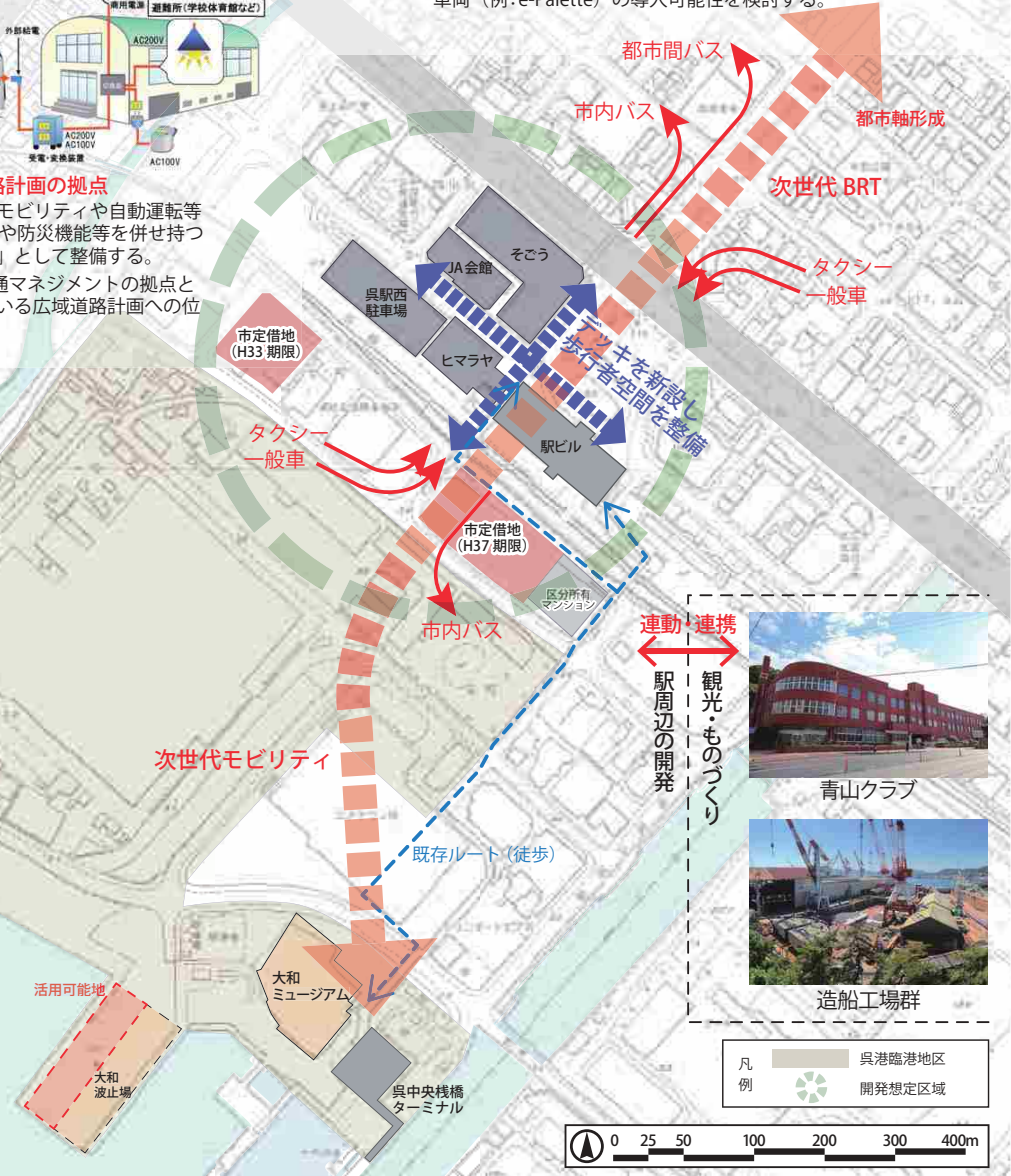 商用電源
避難所(学校体育館など)
外部給電
AC200V
切替盤
AC200V
AC100V
受電・変換装置
AC100V
車両（例：e-Palette）の導入可能性を検討する。
路計画の拠点
モビリティや自動運転等
や防災機能等を併せ持つ
」として整備する。
通マネジメントの拠点と
いる広域道路計画への位
都市間バス
市内バス
都市軸形成
次世代 BRT
タクシー
一般車
そごう
JA 会館
呉駅西
駐車場
ヒマラヤ
駅ビル
デッキを新設し
歩行者空間を整備
市定借地
（H33 期限）
タクシー
一般車
市定借地
（H37 期限）
区分所有
マンション
市内バス
連動・連携
駅周辺の開発
観光・ものづくり
青山クラブ
造船工場群
次世代モビリティ
既存ルート（徒歩）
大和
ミュージアム
活用可能地
大和
波止場
呉中央桟橋
ターミナル
凡例
呉港臨港地区
開発想定区域
0 25 50 100 200 300 400m